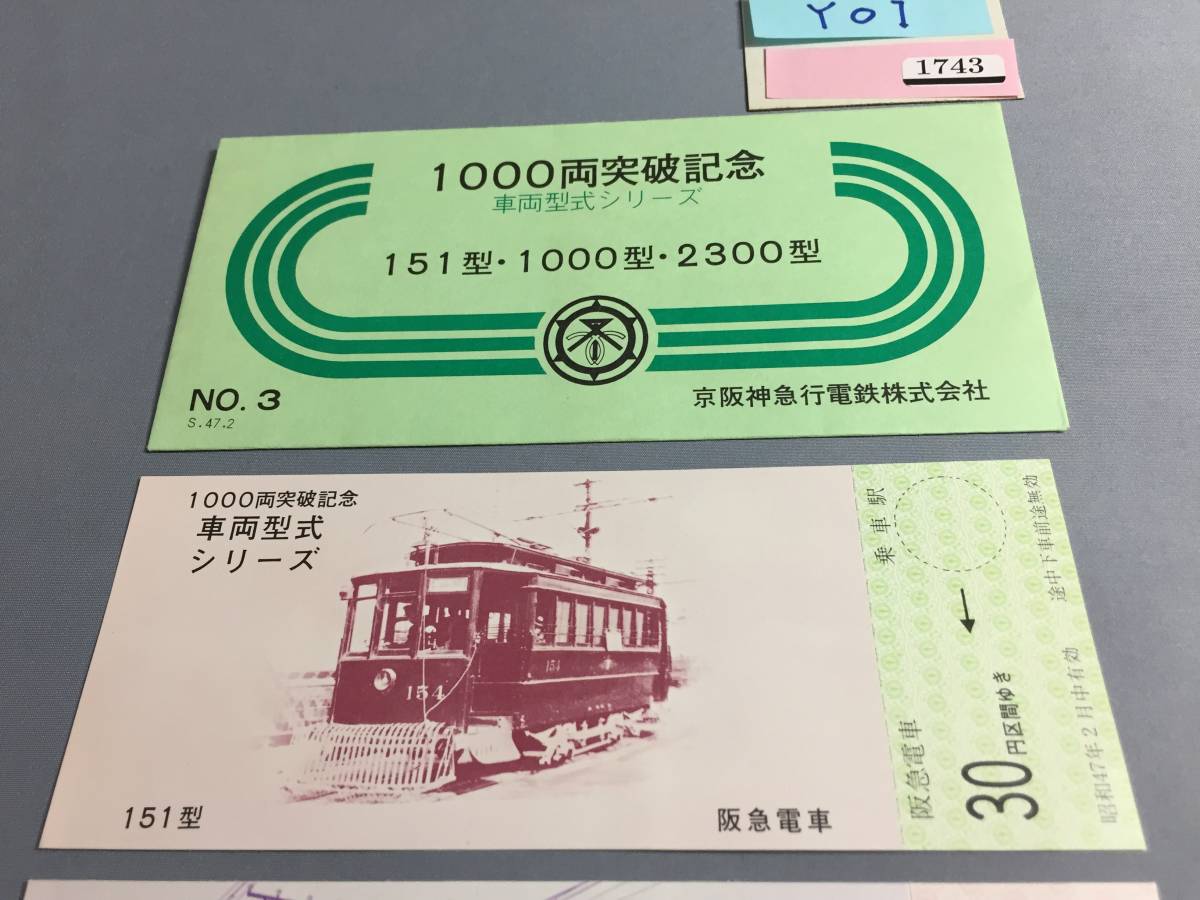 YO1
1743
1000両突破記念
車両型式シリーズ
151型・1000型・2300型
NO.3
S.47.2
京阪神急行電鉄株式会社
1000両突破記念
車両型式
シリーズ
154
154
151型
阪急電車
乗車駅
阪急電車
30円区間ゆき
途中下車前途無効
昭和47年2月中有効